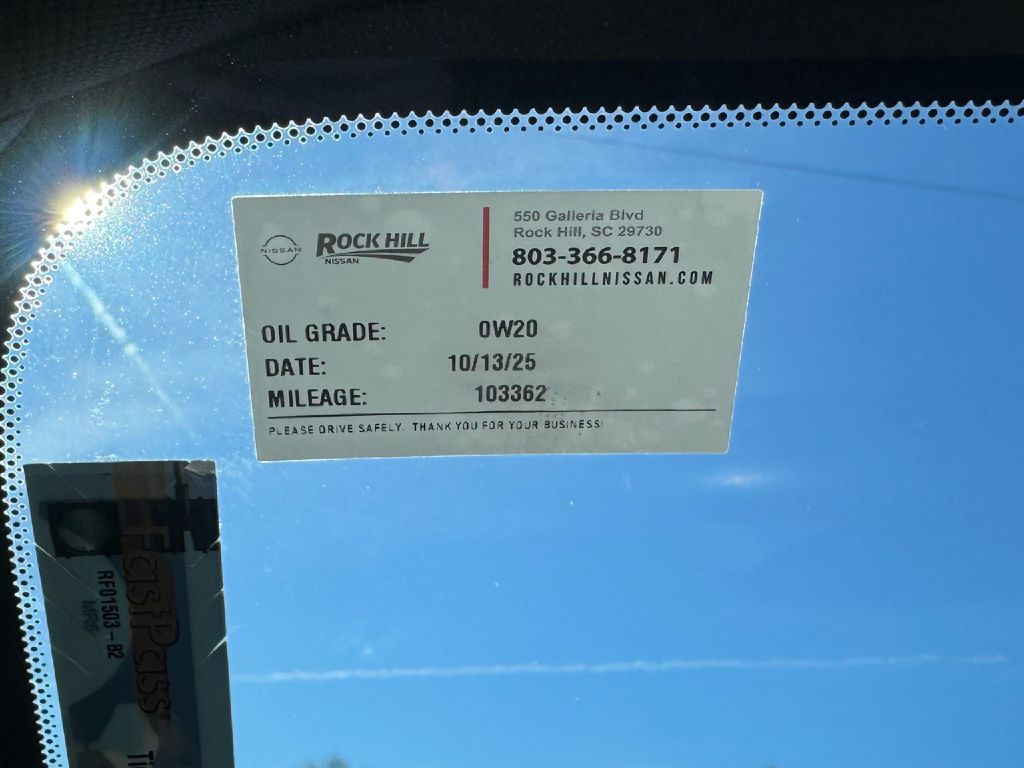 NISSAN
ROCK HILL
NISSAN
550 Galleria Blvd
Rock Hill, SC 29730
803-366-8171
ROCKHILLNISSAN.COM
OIL GRADE: 0W20
DATE: 10/13/25
MILEAGE: 103362
PLEASE DRIVE SAFELY. THANK YOU FOR YOUR BUSINESS!
FastPass
RF01503-B2